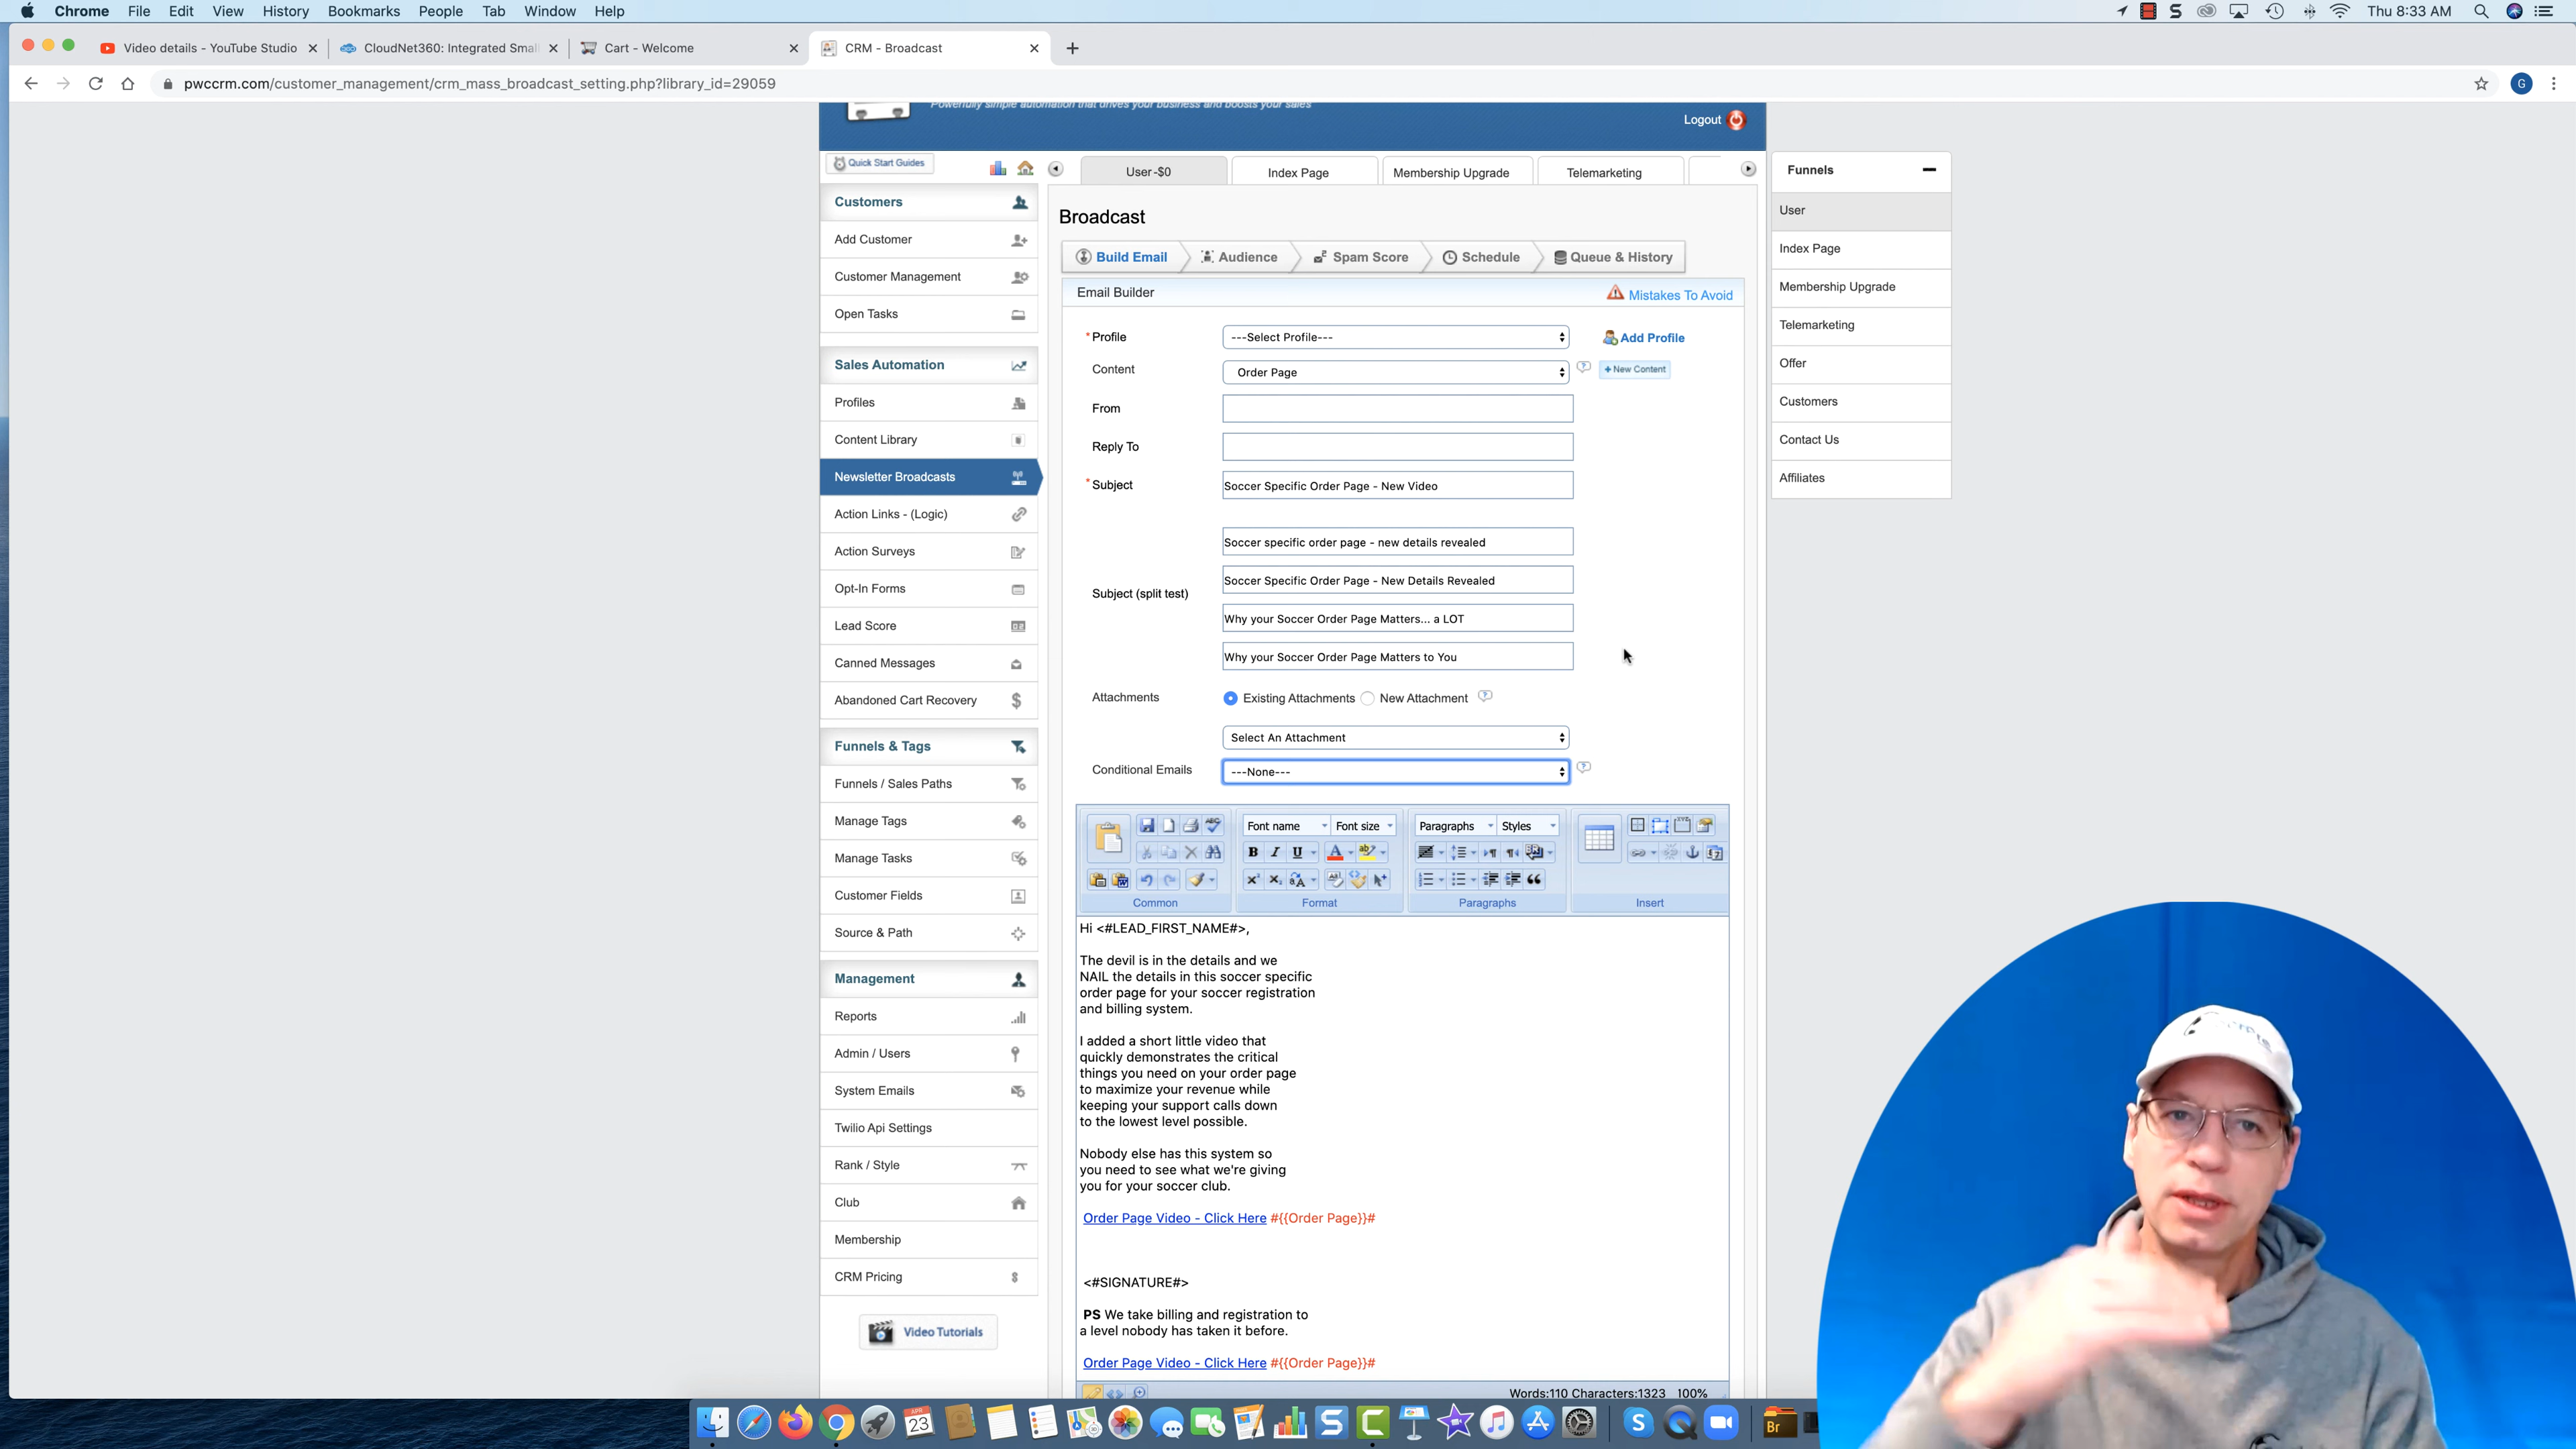 Chrome File Edit View History Bookmarks People Tab Window Help
Thu 8:33 AM
Video details - YouTube Studio
CloudNet360: Integrated Smal
Cart - Welcome
CRM - Broadcast
pwccrm.com/customer_management/crm_mass_broadcast_setting.php?library_id=29059
G
Powerfully simple automation that drives your business and boosts your sales
Logout
Quick Start Guides
Customers
Add Customer
Customer Management
Open Tasks
Sales Automation
Profiles
Content Library
Newsletter Broadcasts
Action Links - (Logic)
Action Surveys
Opt-In Forms
Lead Score
Canned Messages
Abandoned Cart Recovery
Funnels & Tags
Funnels / Sales Paths
Manage Tags
Manage Tasks
Customer Fields
Source & Path
Management
Reports
Admin / Users
System Emails
Twilio Api Settings
Rank / Style
Club
Membership
CRM Pricing
Video Tutorials
User -$0
Index Page
Membership Upgrade
Telemarketing
Broadcast
Build Email
Audience
Spam Score
Schedule
Queue & History
Email Builder
Mistakes To Avoid
* Profile
---Select Profile---
Add Profile
Content
Order Page
+ New Content
From
Reply To
* Subject
Soccer Specific Order Page - New Video
Subject (split test)
Soccer specific order page - new details revealed
Soccer Specific Order Page - New Details Revealed
Why your Soccer Order Page Matters... a LOT
Why your Soccer Order Page Matters to You
Attachments
Existing Attachments
New Attachment
Select An Attachment
Conditional Emails
---None---
Font name
Font size
Paragraphs
Styles
Common
Format
Paragraphs
Insert
Hi <#LEAD_FIRST_NAME#>,
The devil is in the details and we
NAIL the details in this soccer specific
order page for your soccer registration
and billing system.
I added a short little video that
quickly demonstrates the critical
things you need on your order page
to maximize your revenue while
keeping your support calls down
to the lowest level possible.
Nobody else has this system so
you need to see what we're giving
you for your soccer club.
Order Page Video - Click Here #{{Order Page}}#
<#SIGNATURE#>
PS We take billing and registration to
a level nobody has taken it before.
Order Page Video - Click Here #{{Order Page}}#
Words:110 Characters:1323 100%
Funnels
User
Index Page
Membership Upgrade
Telemarketing
Offer
Customers
Contact Us
Affiliates
APR
23
Br